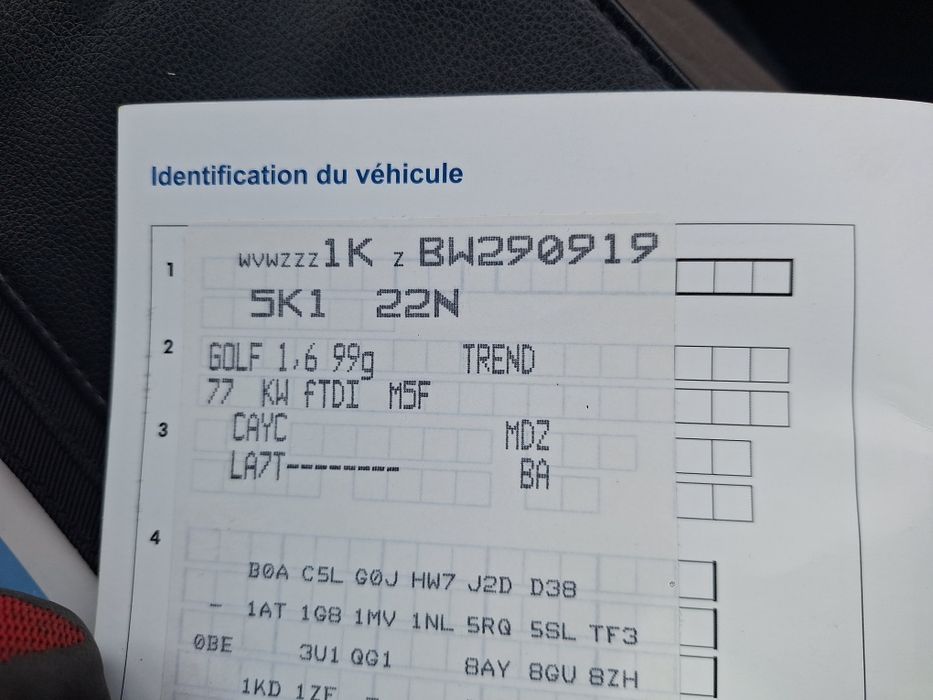 Identification du véhicule
1 WVWZZZ1K Z BW290919
5K1 22N
2 GOLF 1,6 99g TREND
77 KW fTDI M5F
3 CAYC MDZ
LA7T--------- BA
4
B0A C5L G0J HW7 J2D D38
- 1AT 1G8 1MV 1NL 5RQ 5SL TF3
0BE 3U1 QG1 8AY 8GU 8ZH
1KD 1ZF